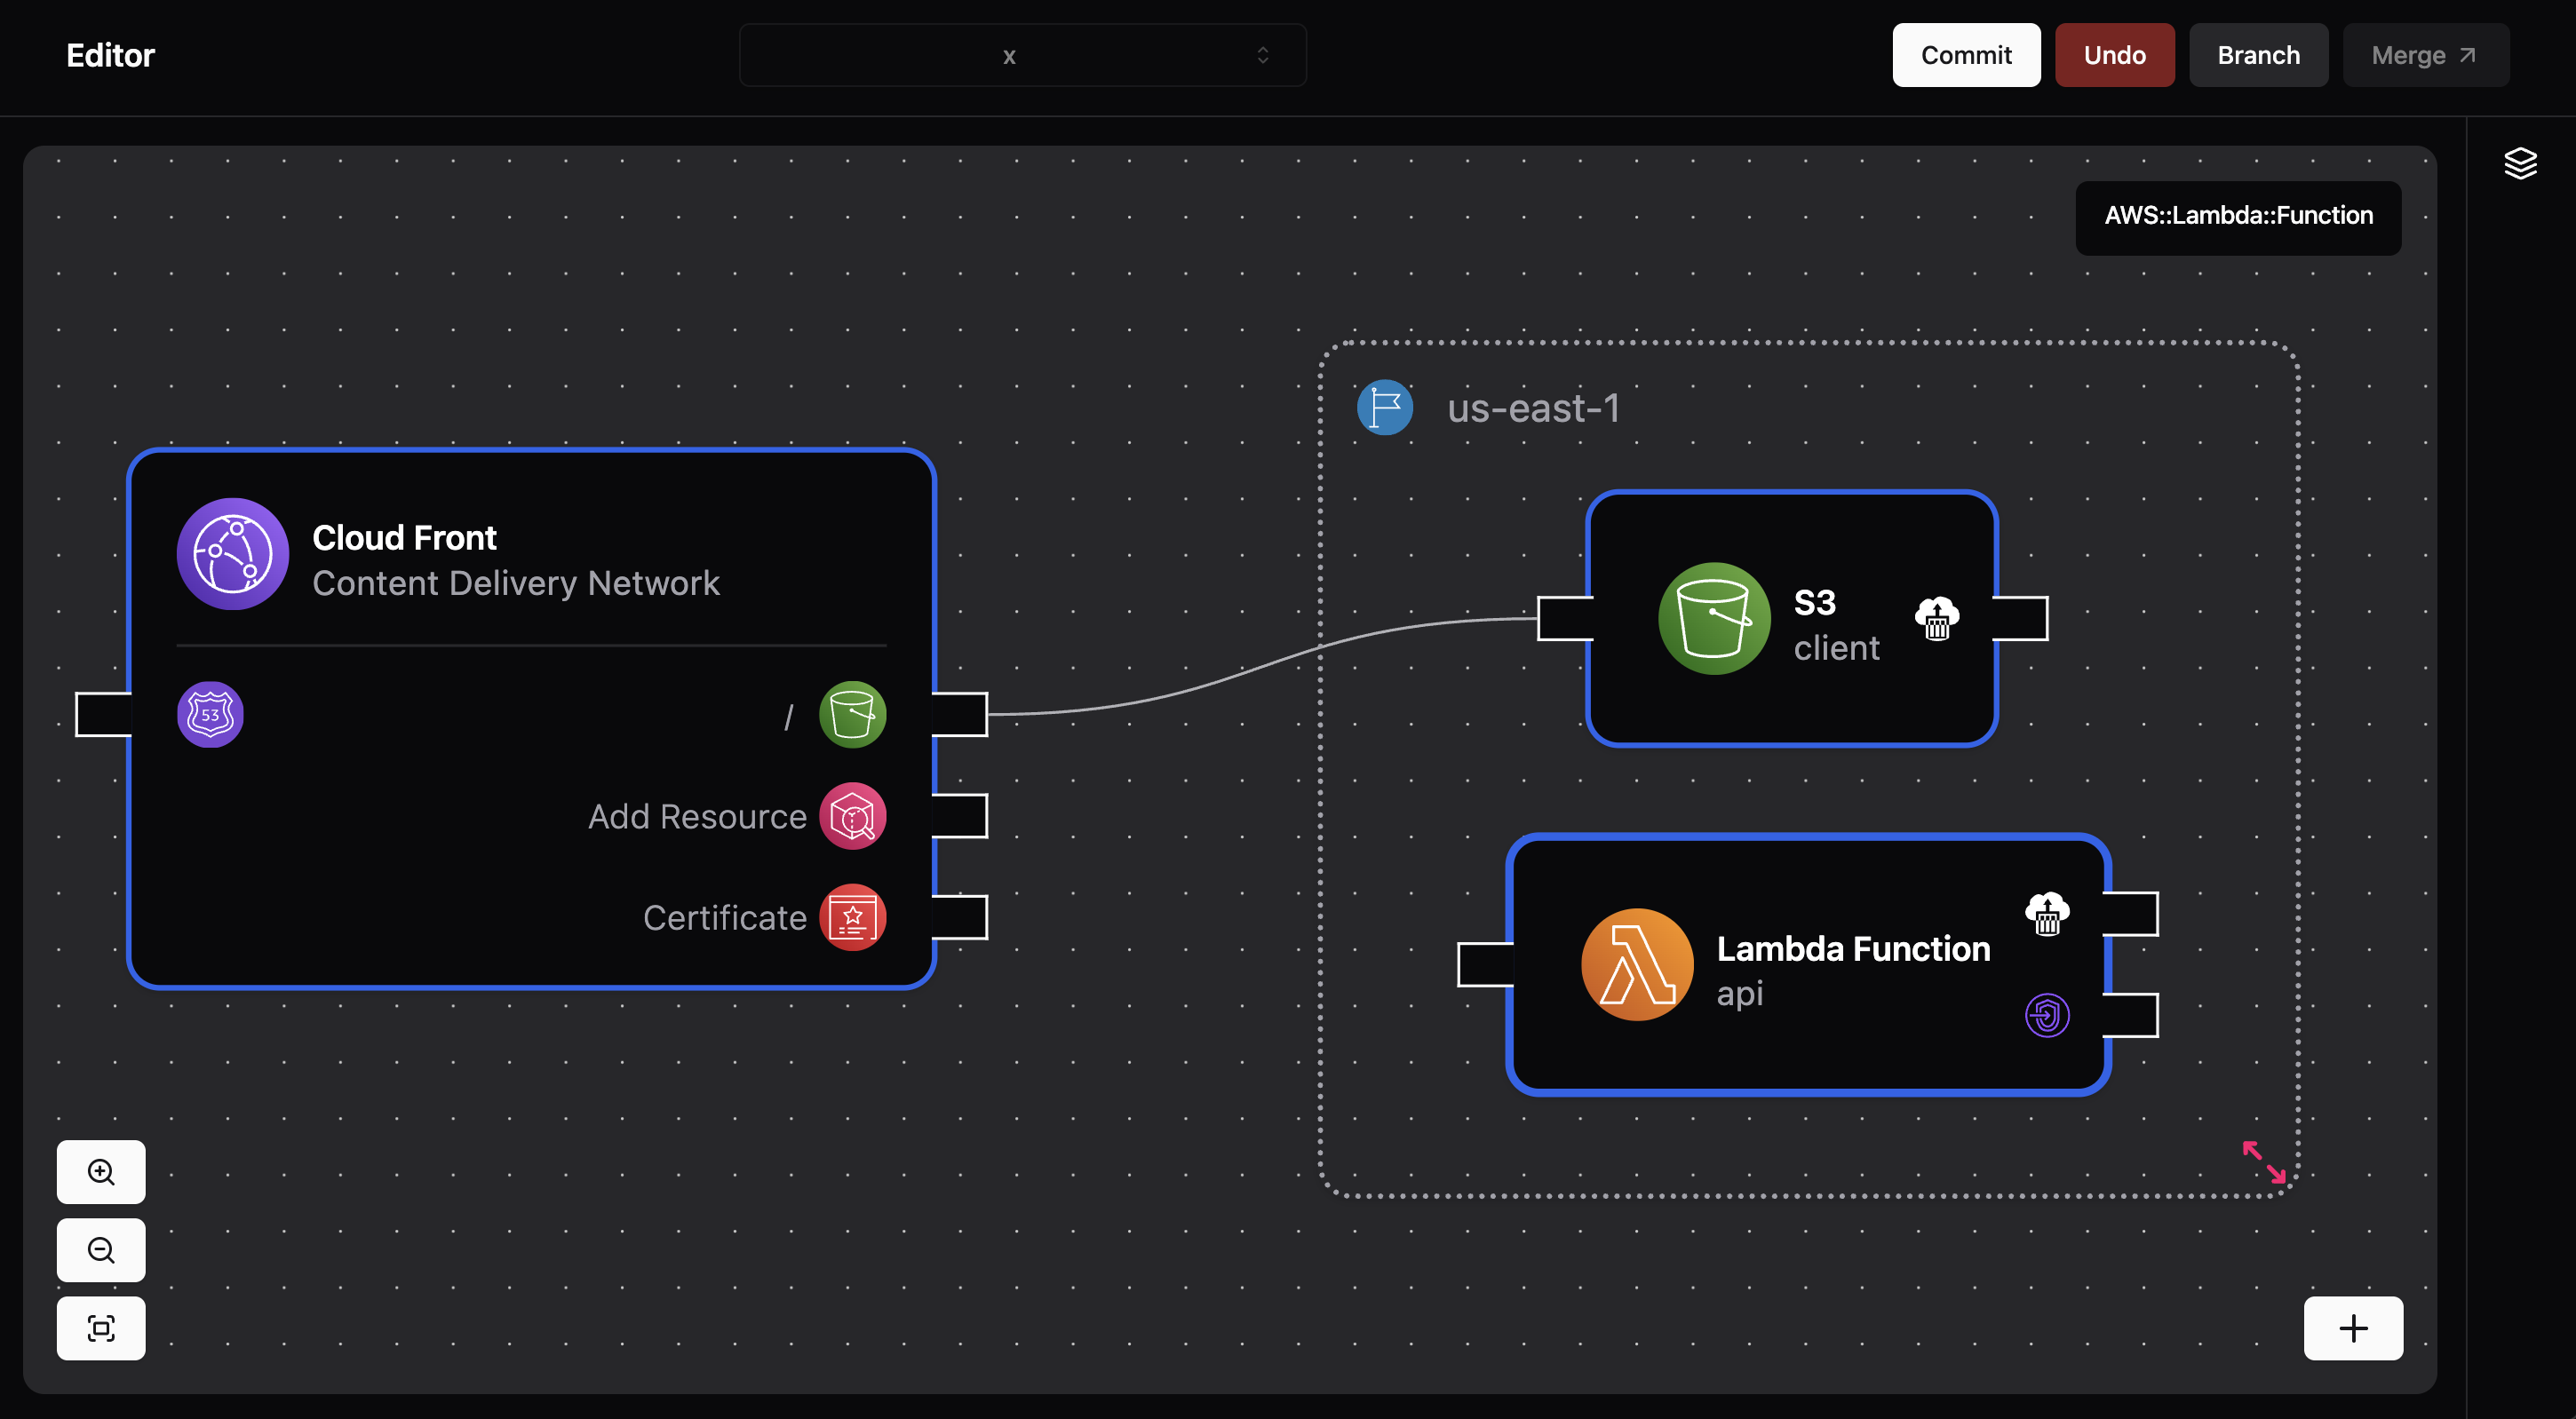 Editor
x
Commit
Undo
Branch
Merge
AWS::Lambda::Function
us-east-1
Cloud Front
Content Delivery Network
S3
client
53
/
Add Resource
Certificate
Lambda Function
api